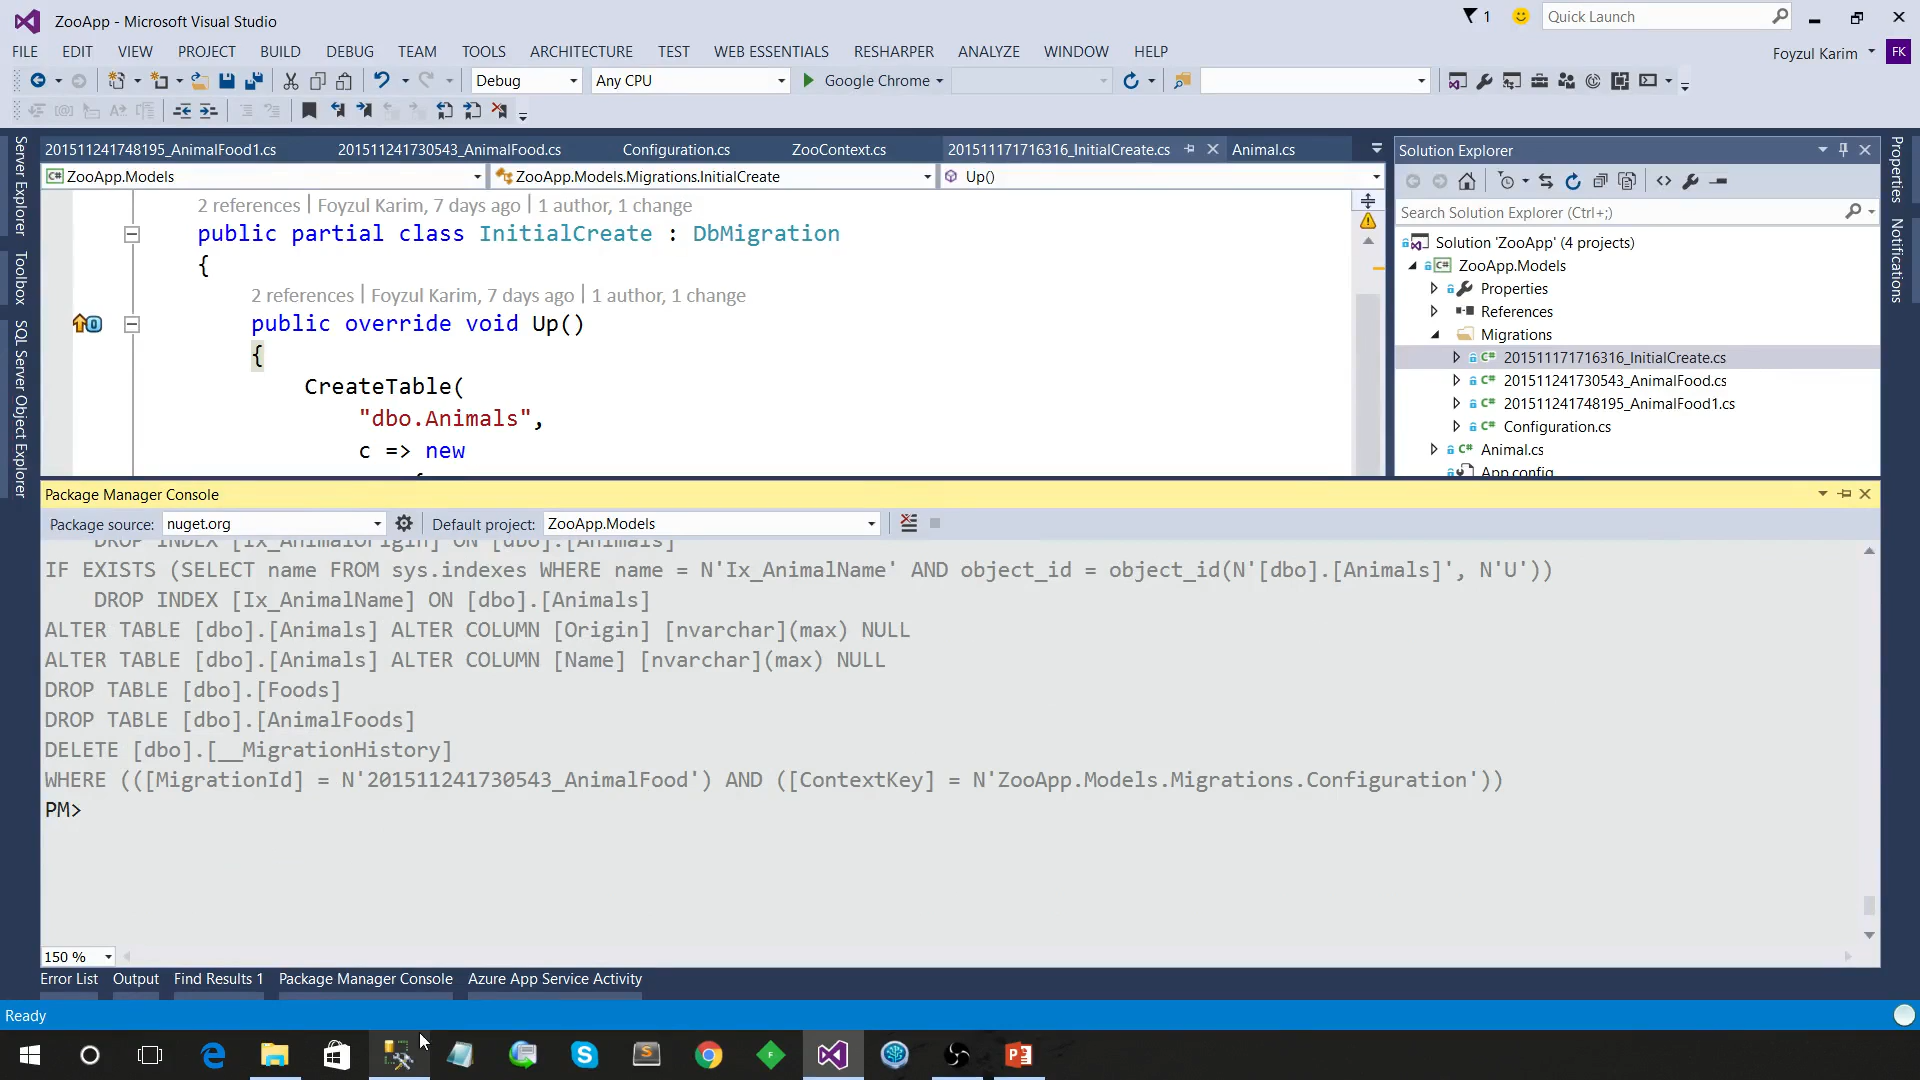 ZooApp - Microsoft Visual Studio
1
Quick Launch
FILE EDIT VIEW PROJECT BUILD DEBUG TEAM TOOLS ARCHITECTURE TEST WEB ESSENTIALS RESHARPER ANALYZE WINDOW HELP
Foyzul Karim FK
Debug Any CPU Google Chrome
201511241748195_AnimalFood1.cs 201511241730543_AnimalFood.cs Configuration.cs ZooContext.cs 201511171716316_InitialCreate.cs Animal.cs
ZooApp.Models ZooApp.Models.Migrations.InitialCreate Up()
2 references | Foyzul Karim, 7 days ago | 1 author, 1 change
public partial class InitialCreate : DbMigration
{
2 references | Foyzul Karim, 7 days ago | 1 author, 1 change
public override void Up()
{
CreateTable(
"dbo.Animals",
c => new
Solution Explorer
Search Solution Explorer (Ctrl+;)
Solution 'ZooApp' (4 projects)
ZooApp.Models
Properties
References
Migrations
201511171716316_InitialCreate.cs
201511241730543_AnimalFood.cs
201511241748195_AnimalFood1.cs
Configuration.cs
Animal.cs
App.config
Server Explorer
Toolbox
SQL Server Object Explorer
Properties
Notifications
Package Manager Console
Package source: nuget.org Default project: ZooApp.Models
DROP INDEX [Ix_AnimalOrigin] ON [dbo].[Animals]
IF EXISTS (SELECT name FROM sys.indexes WHERE name = N'Ix_AnimalName' AND object_id = object_id(N'[dbo].[Animals]', N'U'))
DROP INDEX [Ix_AnimalName] ON [dbo].[Animals]
ALTER TABLE [dbo].[Animals] ALTER COLUMN [Origin] [nvarchar](max) NULL
ALTER TABLE [dbo].[Animals] ALTER COLUMN [Name] [nvarchar](max) NULL
DROP TABLE [dbo].[Foods]
DROP TABLE [dbo].[AnimalFoods]
DELETE [dbo].[__MigrationHistory]
WHERE (([MigrationId] = N'201511241730543_AnimalFood') AND ([ContextKey] = N'ZooApp.Models.Migrations.Configuration'))
PM>
150 %
Error List Output Find Results 1 Package Manager Console Azure App Service Activity
Ready